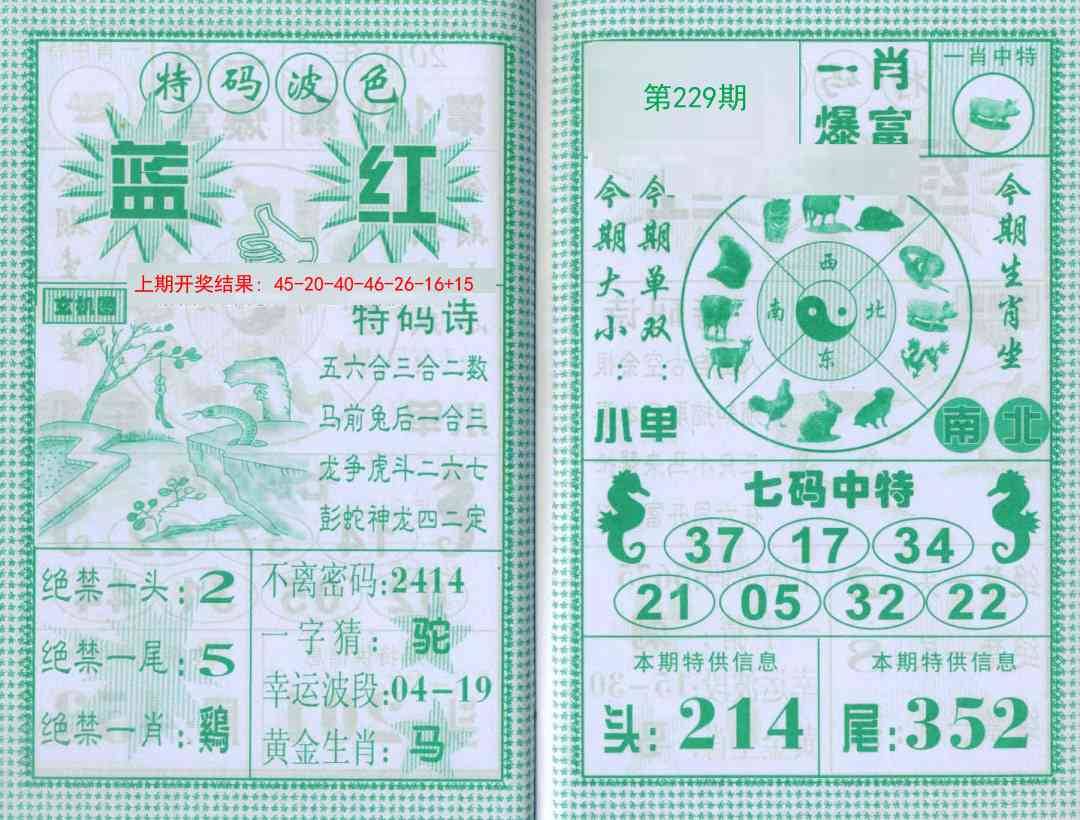 特码波色
蓝 红
上期开奖结果：45-20-40-46-26-16+15
玄机图
特码诗
五六合三合二数
马前兔后一合三
龙争虎斗二六七
彭蛇神龙四二定
绝禁一头:2
绝禁一尾:5
绝禁一肖:鷄
不离密码:2414
一字猜：驼
幸运波段:04-19
黄金生肖:马
第229期
一肖
爆富
一肖中特
今期大小：
今期单双：
小单
西
南 北
东
今期生肖坐
南北
七码中特
37 17 34
21 05 32 22
本期特供信息
头:214
本期特供信息
尾:352